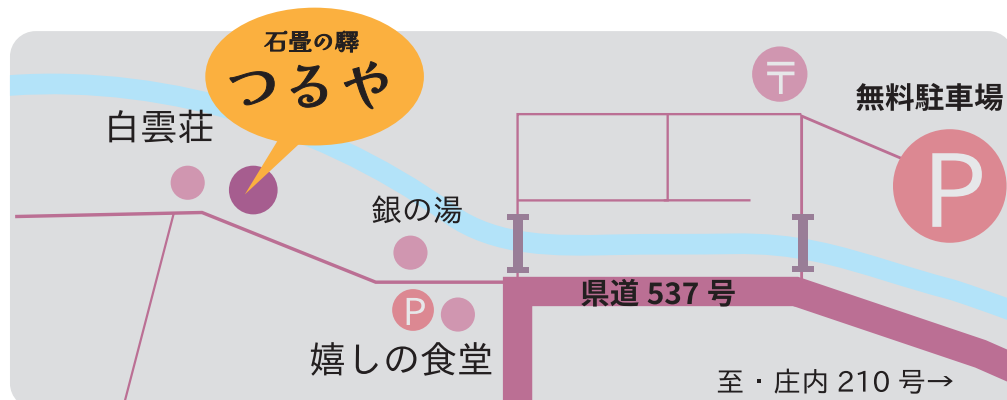 石畳の驛
つるや
白雲荘
銀の湯
P
嬉しの食堂
〒
無料駐車場
P
県道 537 号
至・庄内 210 号→